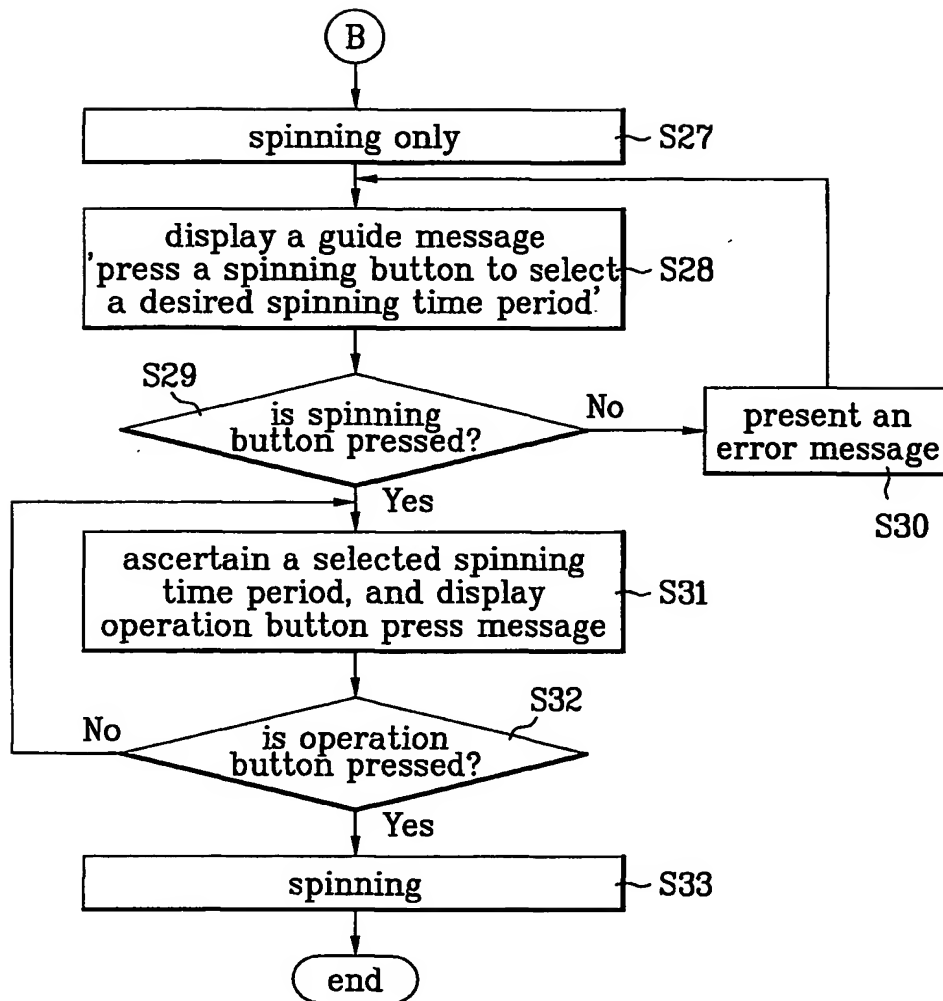 B
spinning only
S27
display a guide message
'press a spinning button to select
a desired spinning time period'
S28
S29
is spinning
button pressed?
No
present an
error message
S30
Yes
ascertain a selected spinning
time period, and display
operation button press message
S31
S32
No
is operation
button pressed?
Yes
spinning
S33
end